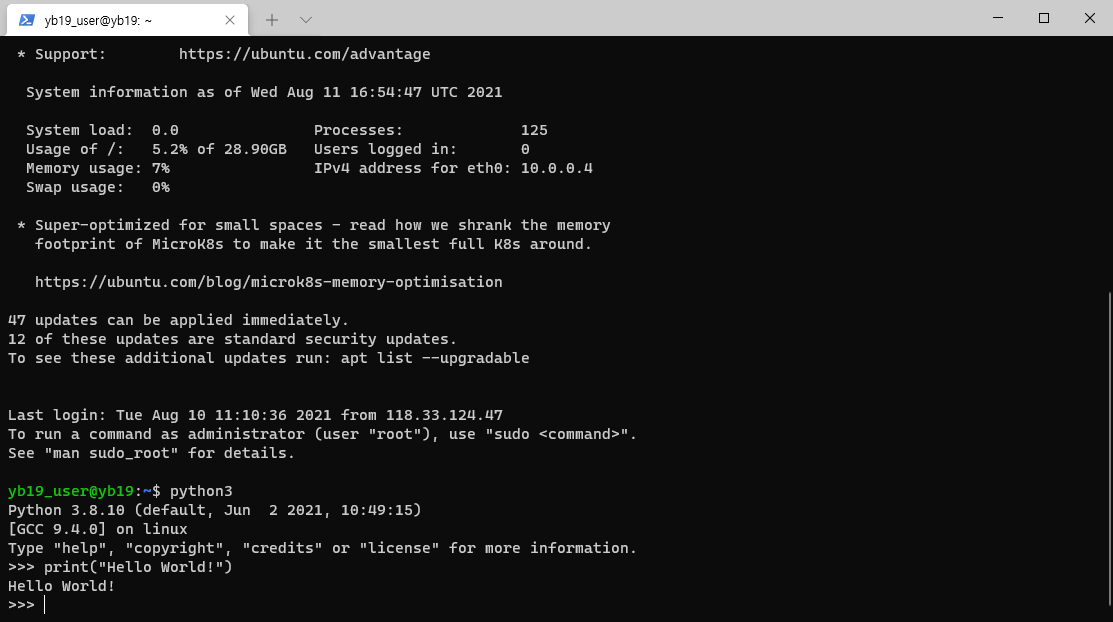 yb19_user@yb19: ~
* Support:        https://ubuntu.com/advantage
System information as of Wed Aug 11 16:54:47 UTC 2021
System load:  0.0               Processes:             125
Usage of /:   5.2% of 28.90GB   Users logged in:       0
Memory usage: 7%                IPv4 address for eth0: 10.0.0.4
Swap usage:   0%
* Super-optimized for small spaces - read how we shrank the memory
footprint of MicroK8s to make it the smallest full K8s around.
https://ubuntu.com/blog/microk8s-memory-optimisation
47 updates can be applied immediately.
12 of these updates are standard security updates.
To see these additional updates run: apt list --upgradable
Last login: Tue Aug 10 11:10:36 2021 from 118.33.124.47
To run a command as administrator (user "root"), use "sudo <command>".
See "man sudo_root" for details.
yb19_user@yb19:~$ python3
Python 3.8.10 (default, Jun  2 2021, 10:49:15)
[GCC 9.4.0] on linux
Type "help", "copyright", "credits" or "license" for more information.
>>> print("Hello World!")
Hello World!
>>>